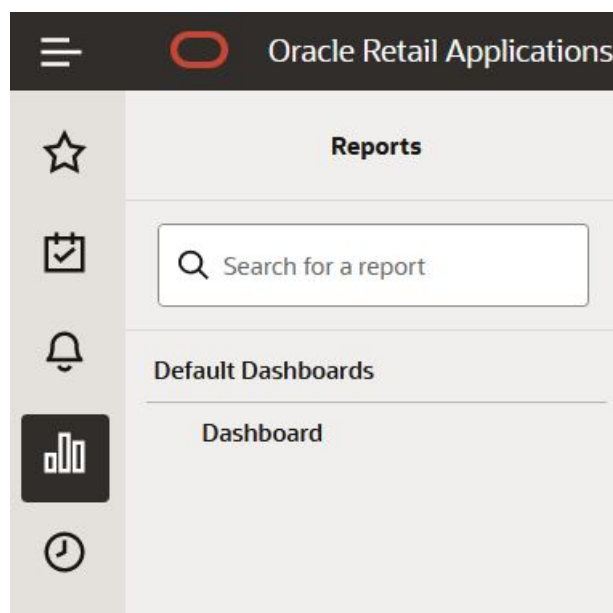 Oracle Retail Applications
Reports
Search for a report
Default Dashboards
Dashboard